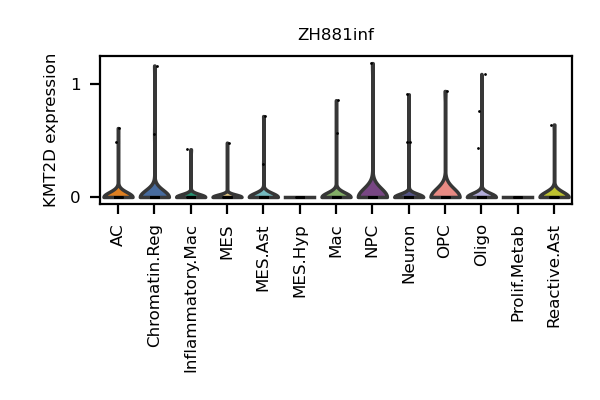 ZH881inf
KMT2D expression
1
0
AC
Chromatin.Reg
Inflammatory.Mac
MES
MES.Ast
MES.Hyp
Mac
NPC
Neuron
OPC
Oligo
Prolif.Metab
Reactive.Ast